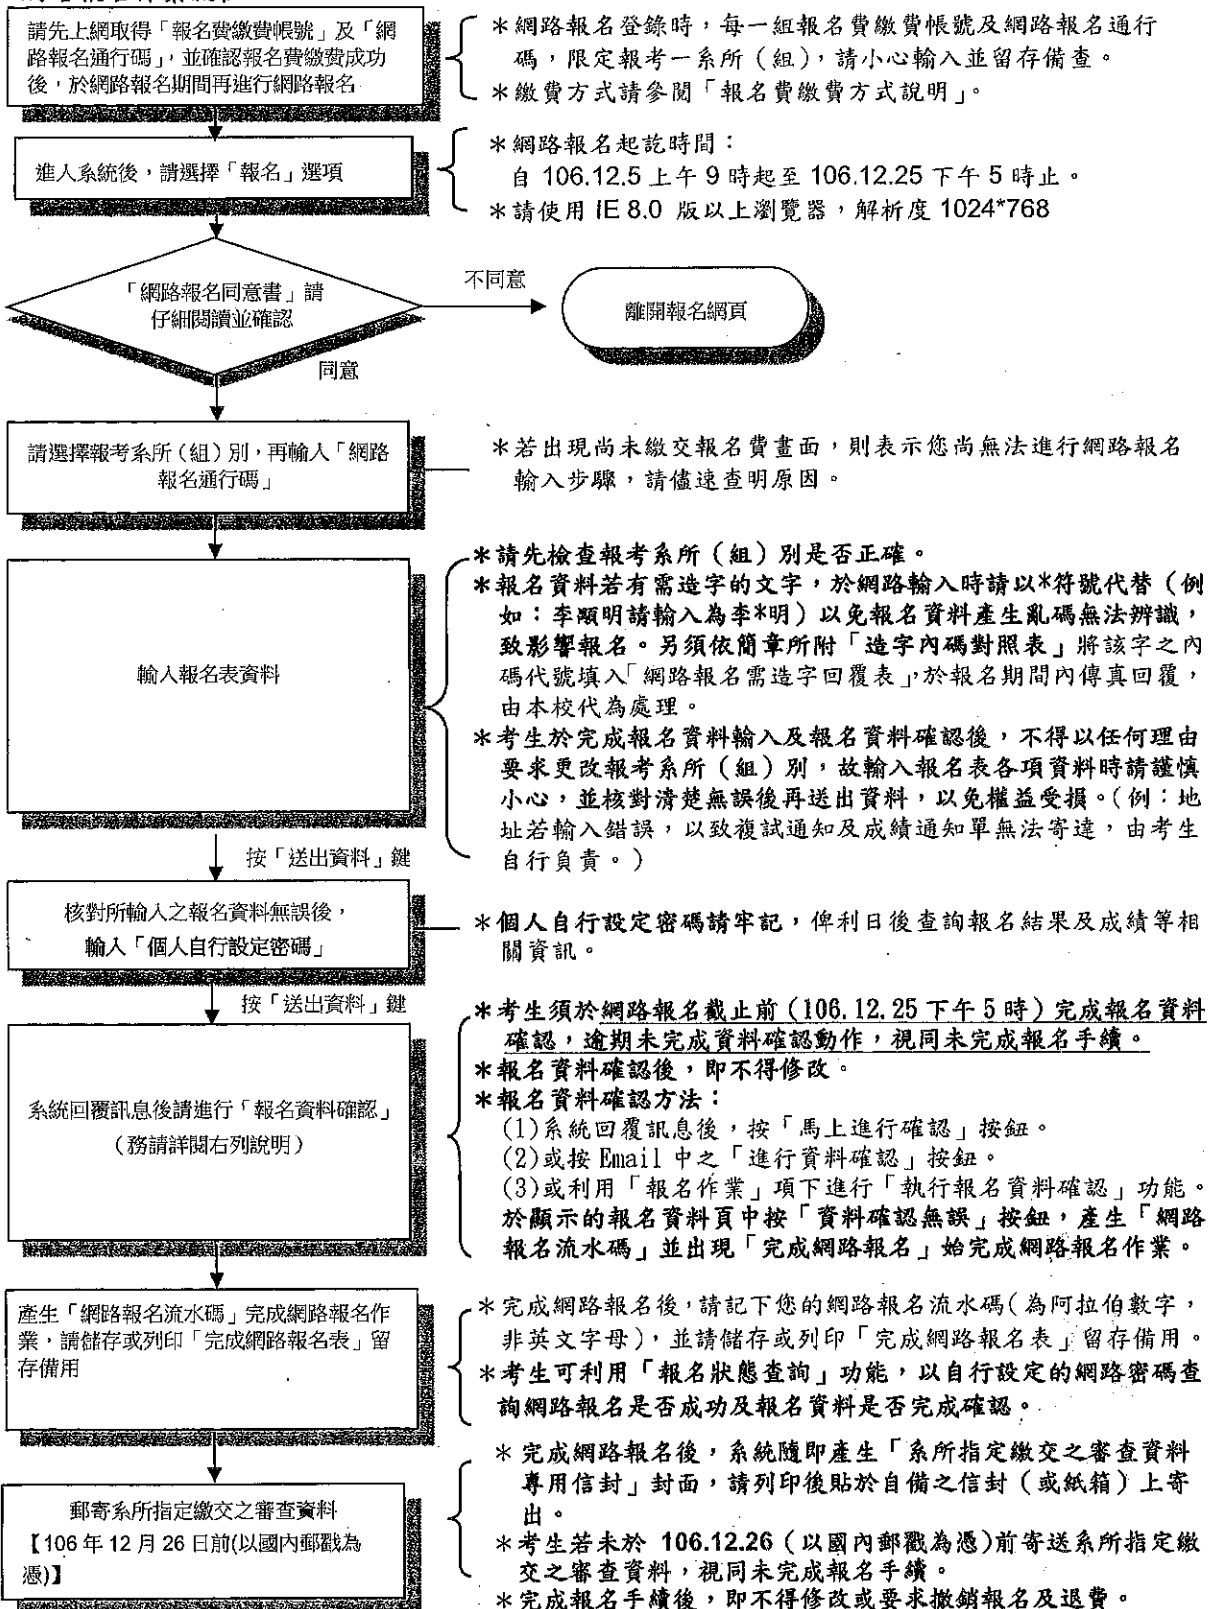 請先上網取得「報名費繳費帳號」及「網
路報名通行碼」,並確認報名費繳費成功
後,於網路報名期間再進行網路報名
＊網路報名登錄時,每一組報名費繳費帳號及網路報名通行
碼,限定報考一系所(組),請小心輸入並留存備查。
＊繳費方式請參閱「報名費繳費方式說明」。
進入系統後,請選擇「報名」選項
＊網路報名起訖時間:
自 106.12.5 上午 9 時起至 106.12.25 下午 5 時止。
＊請使用 IE 8.0 版以上瀏覽器,解析度 1024*768
「網路報名同意書」請
仔細閱讀並確認
不同意
離開報名網頁
同意
請選擇報考系所(組)別,再輸入「網路
報名通行碼」
＊若出現尚未繳交報名費畫面,則表示您尚無法進行網路報名
輸入步驟,請儘速查明原因。
輸入報名表資料
＊請先檢查報考系所(組)別是否正確。
＊報名資料若有需造字的文字,於網路輸入時請以*符號代替(例
如:李顒明請輸入為李*明)以免報名資料產生亂碼無法辨識,
致影響報名。另須依簡章所附「造字內碼對照表」將該字之內
碼代號填入「網路報名需造字回覆表」,於報名期間內傳真回覆,
由本校代為處理。
＊考生於完成報名資料輸入及報名資料確認後,不得以任何理由
要求更改報考系所(組)別,故輸入報名表各項資料時請謹慎
小心,並核對清楚無誤後再送出資料,以免權益受損。(例:地
址若輸入錯誤,以致複試通知及成績通知單無法寄達,由考生
自行負責。)
按「送出資料」鍵
核對所輸入之報名資料無誤後,
輸入「個人自行設定密碼」
＊個人自行設定密碼請牢記,俾利日後查詢報名結果及成績等相
關資訊。
按「送出資料」鍵
系統回覆訊息後請進行「報名資料確認」
(務請詳閱右列說明)
＊考生須於網路報名截止前(106.12.25 下午 5 時)完成報名資料
確認,逾期未完成資料確認動作,視同未完成報名手續。
＊報名資料確認後,即不得修改。
＊報名資料確認方法:
(1)系統回覆訊息後,按「馬上進行確認」按鈕。
(2)或按 Email 中之「進行資料確認」按鈕。
(3)或利用「報名作業」項下進行「執行報名資料確認」功能。
於顯示的報名資料頁中按「資料確認無誤」按鈕,產生「網路
報名流水碼」並出現「完成網路報名」始完成網路報名作業。
產生「網路報名流水碼」完成網路報名作
業,請儲存或列印「完成網路報名表」留
存備用
＊完成網路報名後,請記下您的網路報名流水碼(為阿拉伯數字,
非英文字母),並請儲存或列印「完成網路報名表」留存備用。
＊考生可利用「報名狀態查詢」功能,以自行設定的網路密碼查
詢網路報名是否成功及報名資料是否完成確認。
郵寄系所指定繳交之審查資料
【106 年 12 月 26 日前(以國內郵戳為
憑)】
＊完成網路報名後,系統隨即產生「系所指定繳交之審查資料
專用信封」封面,請列印後貼於自備之信封(或紙箱)上寄
出。
＊考生若未於 106.12.26(以國內郵戳為憑)前寄送系所指定繳
交之審查資料,視同未完成報名手續。
＊完成報名手續後,即不得修改或要求撤銷報名及退費。